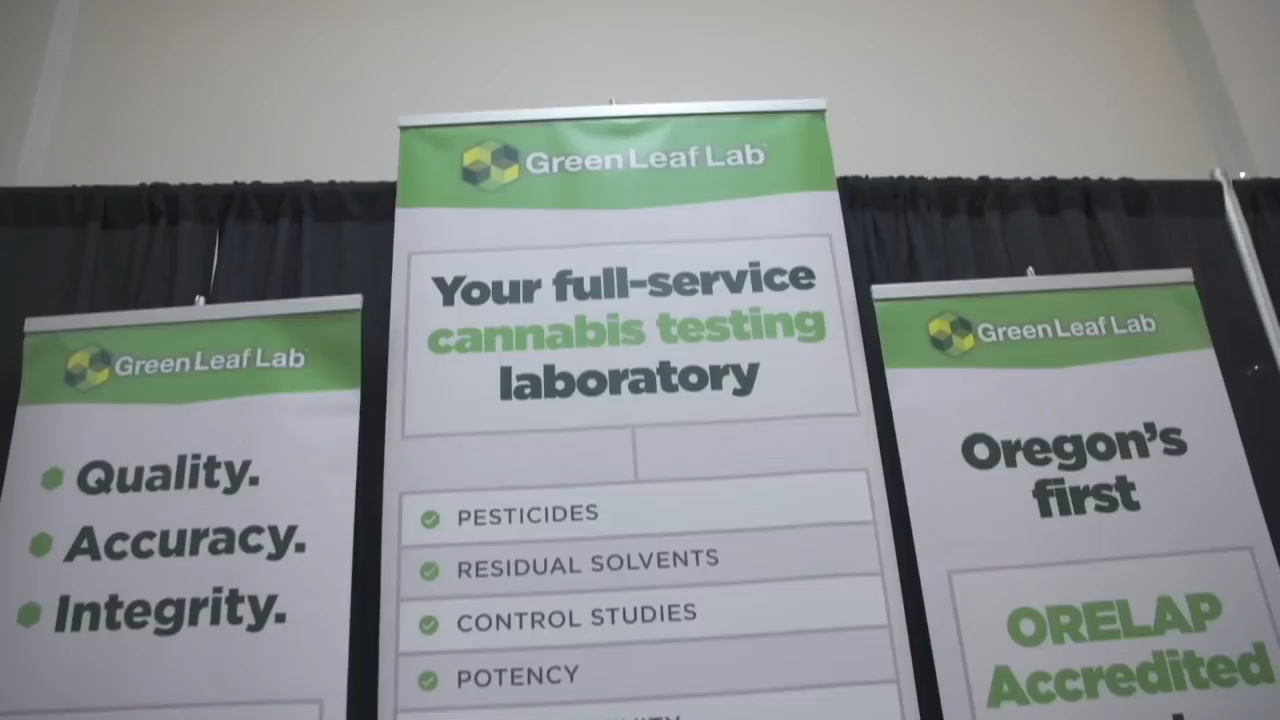 Green Leaf Lab
Quality.
Accuracy.
Integrity.
Green Leaf Lab
Your full-service
cannabis testing
laboratory
PESTICIDES
RESIDUAL SOLVENTS
CONTROL STUDIES
POTENCY
Green Leaf Lab
Oregon's
first
ORELAP
Accredited